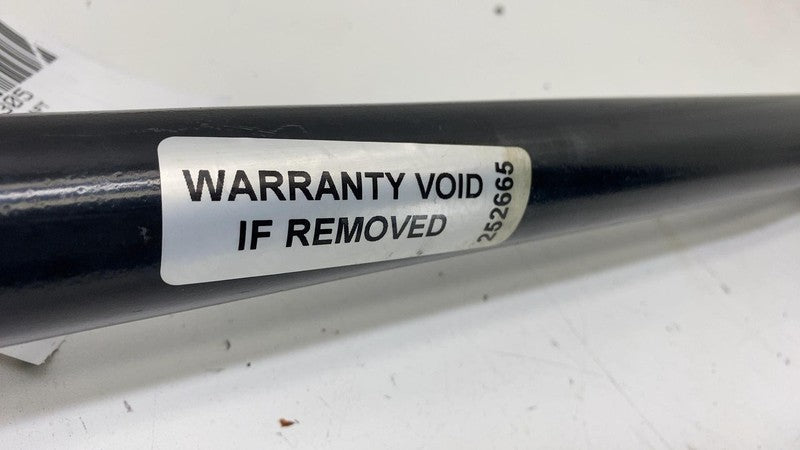 WARRANTY VOID
IF REMOVED
252665